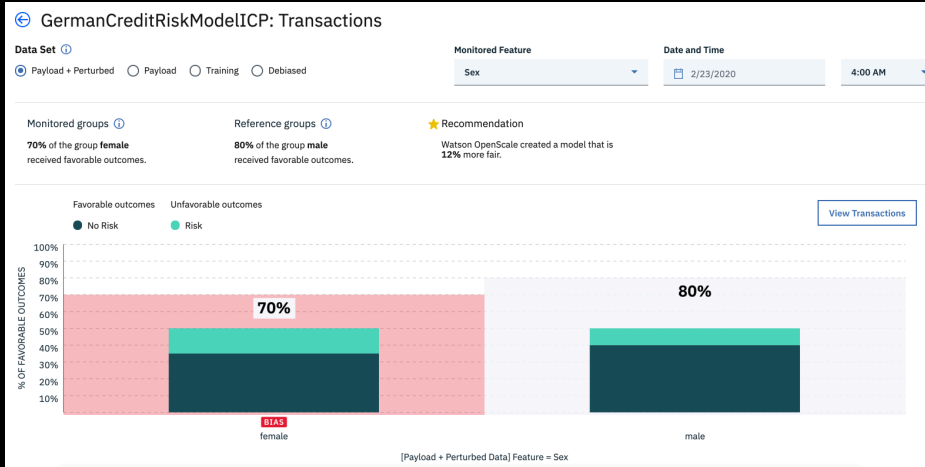 GermanCreditRiskModelICP: Transactions
Data Set
Payload + Perturbed Payload Training Debiased
Monitored Feature
Sex
Date and Time
2/23/2020
4:00 AM
Monitored groups
70% of the group female
received favorable outcomes.
Reference groups
80% of the group male
received favorable outcomes.
Recommendation
Watson OpenScale created a model that is
12% more fair.
Favorable outcomes Unfavorable outcomes
No Risk Risk
View Transactions
% OF FAVORABLE OUTCOMES
100%
90%
80%
70%
60%
50%
40%
30%
20%
10%
70%
80%
BIAS
female
male
[Payload + Perturbed Data] Feature = Sex